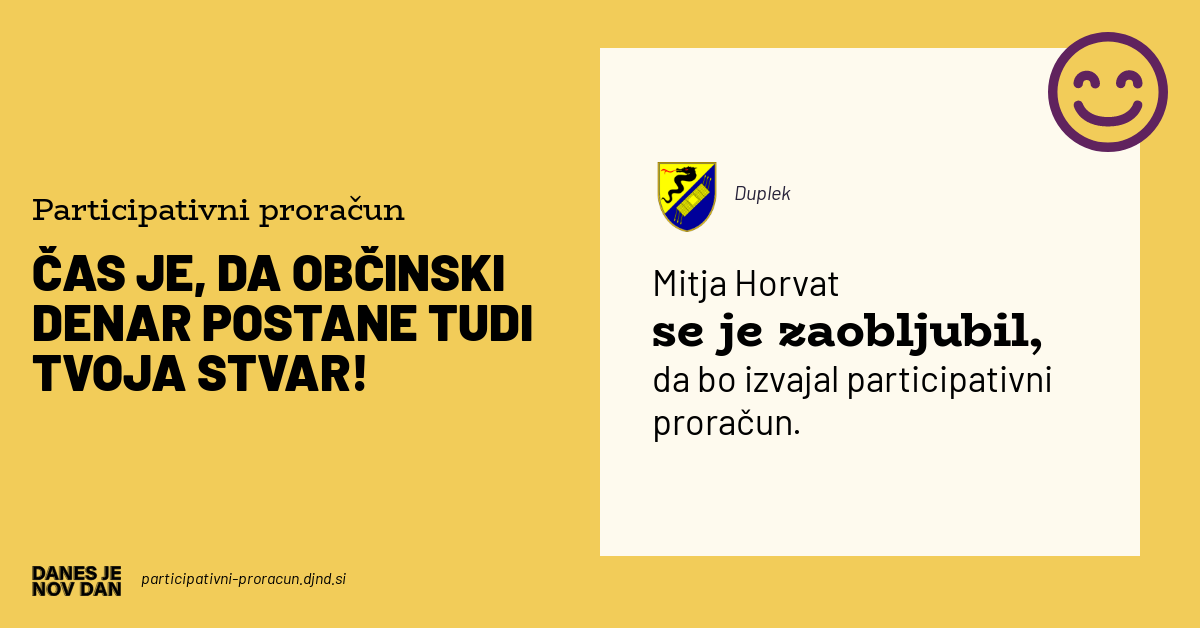 Participativni proračun
ČAS JE, DA OBČINSKI
DENAR POSTANE TUDI
TVOJA STVAR!
Duplek
Mitja Horvat
se je zaobljubil,
da bo izvajal participativni
proračun.
DANES JE
NOV DAN
participativni-proracun.djnd.si